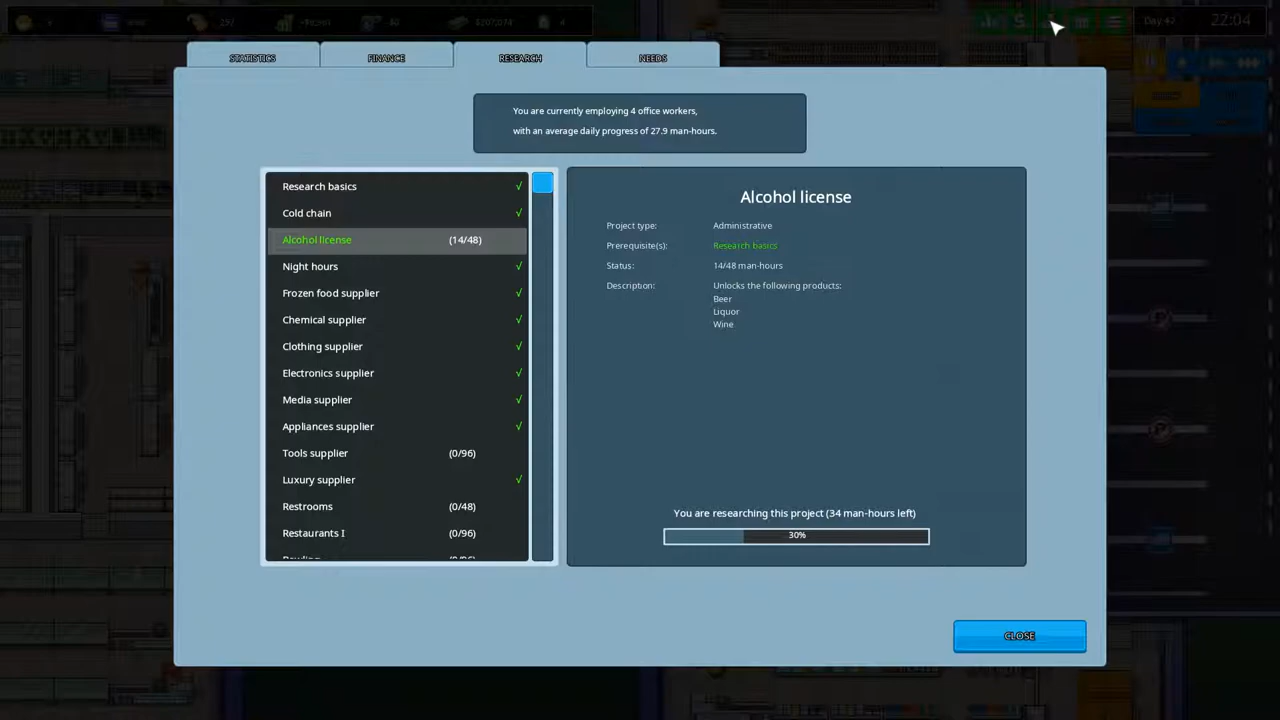 $207,074
4
Day 42
22:04
STATISTICS
FINANCE
RESEARCH
NEEDS
You are currently employing 4 office workers,
with an average daily progress of 27.9 man-hours.
Research basics √
Cold chain √
Alcohol license (14/48)
Night hours √
Frozen food supplier √
Chemical supplier √
Clothing supplier √
Electronics supplier √
Media supplier √
Appliances supplier √
Tools supplier (0/96)
Luxury supplier √
Restrooms (0/48)
Restaurants I (0/96)
Alcohol license
Project type: Administrative
Prerequisite(s): Research basics
Status: 14/48 man-hours
Description: Unlocks the following products:
Beer
Liquor
Wine
You are researching this project (34 man-hours left)
30%
CLOSE